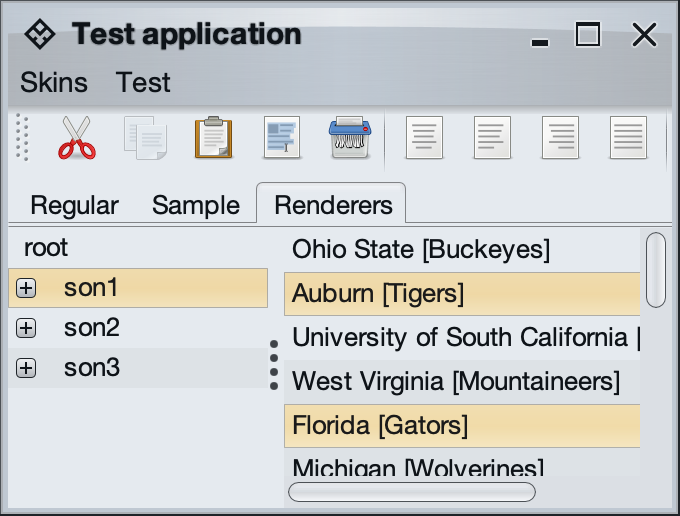 Test application
Skins Test
Regular Sample Renderers
root
son1
son2
son3
Ohio State [Buckeyes]
Auburn [Tigers]
University of South California [
West Virginia [Mountaineers]
Florida [Gators]
Michigan [Wolverines]